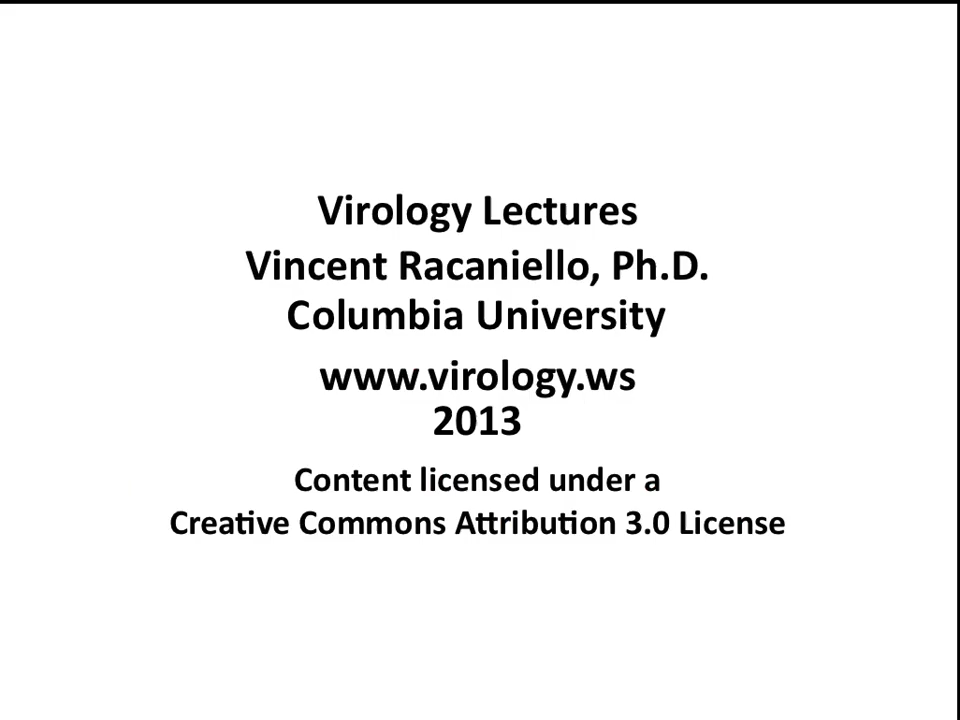 Virology Lectures
Vincent Racaniello, Ph.D.
Columbia University
www.virology.ws
2013
Content licensed under a
Creative Commons Attribution 3.0 License